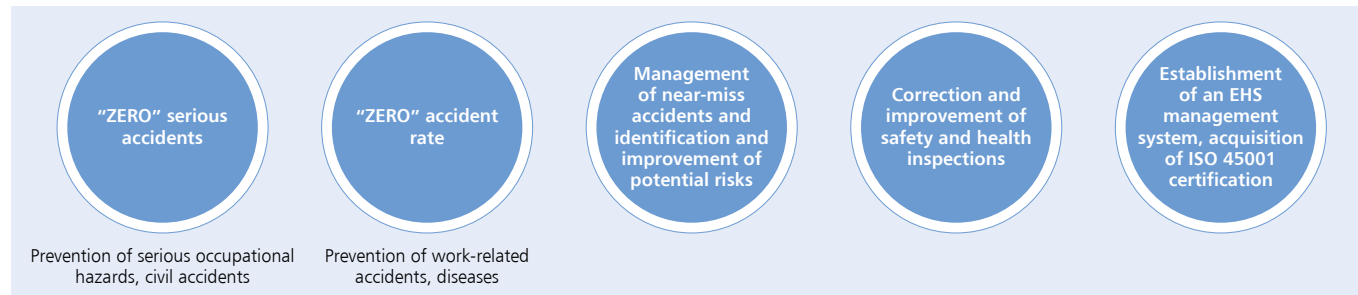 "ZERO" serious
accidents
Prevention of serious occupational
hazards, civil accidents
"ZERO" accident
rate
Prevention of work-related
accidents, diseases
Management
of near-miss
accidents and
identification and
improvement of
potential risks
Correction and
improvement of
safety and health
inspections
Establishment
of an EHS
management
system, acquisition
of ISO 45001
certification